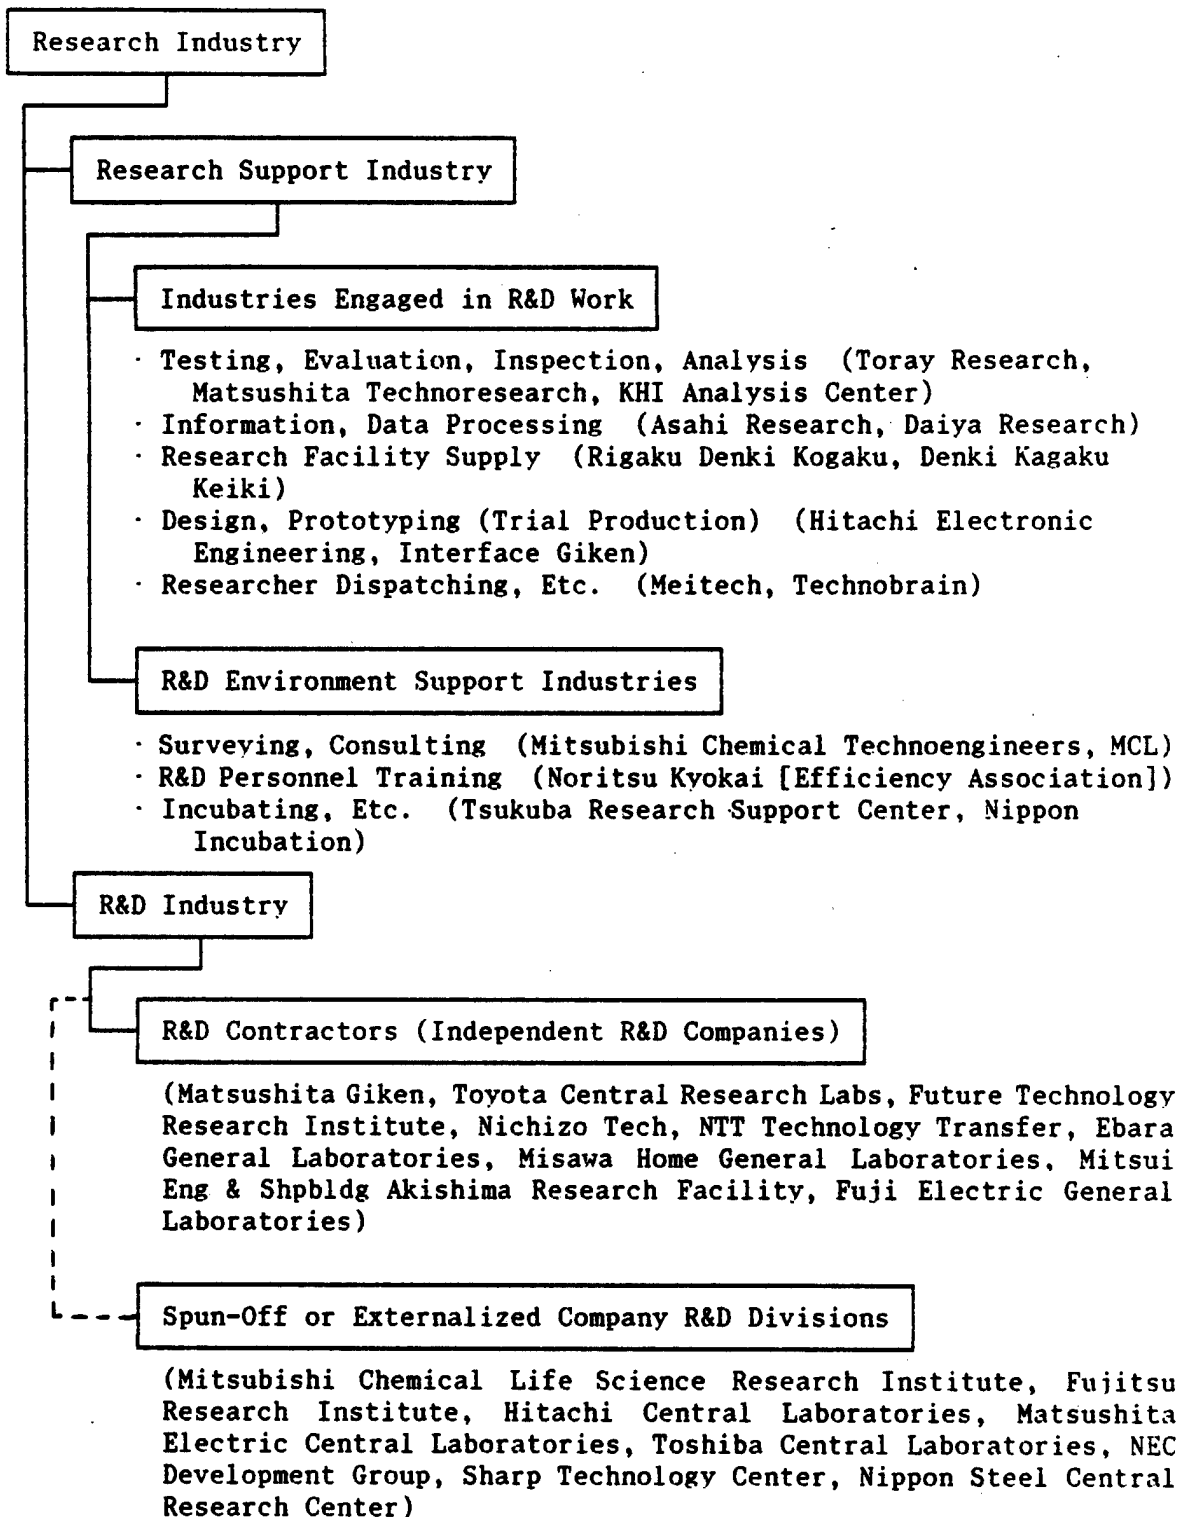 Research Industry
Research Support Industry
Industries Engaged in R&D Work
· Testing, Evaluation, Inspection, Analysis (Toray Research,
Matsushita Technoresearch, KHI Analysis Center)
· Information, Data Processing (Asahi Research, Daiya Research)
· Research Facility Supply (Rigaku Denki Kogaku, Denki Kagaku
Keiki)
· Design, Prototyping (Trial Production) (Hitachi Electronic
Engineering, Interface Giken)
· Researcher Dispatching, Etc. (Meitech, Technobrain)
R&D Environment Support Industries
· Surveying, Consulting (Mitsubishi Chemical Technoengineers, MCL)
· R&D Personnel Training (Noritsu Kyokai [Efficiency Association])
· Incubating, Etc. (Tsukuba Research Support Center, Nippon
Incubation)
R&D Industry
R&D Contractors (Independent R&D Companies)
(Matsushita Giken, Toyota Central Research Labs, Future Technology
Research Institute, Nichizo Tech, NTT Technology Transfer, Ebara
General Laboratories, Misawa Home General Laboratories, Mitsui
Eng & Shpbldg Akishima Research Facility, Fuji Electric General
Laboratories)
Spun-Off or Externalized Company R&D Divisions
(Mitsubishi Chemical Life Science Research Institute, Fujitsu
Research Institute, Hitachi Central Laboratories, Matsushita
Electric Central Laboratories, Toshiba Central Laboratories, NEC
Development Group, Sharp Technology Center, Nippon Steel Central
Research Center)